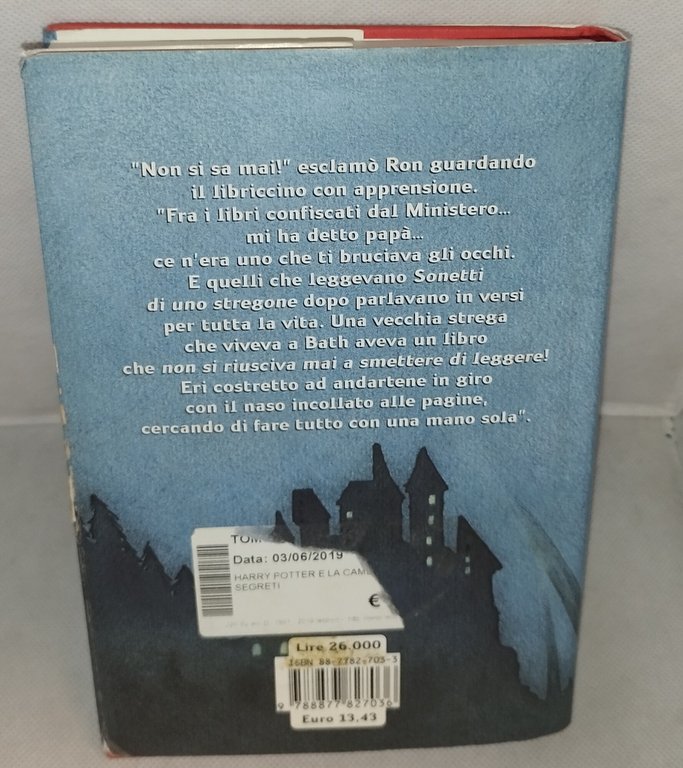 "Non si sa mai!" esclamò Ron guardando
il libriccino con apprensione.
"Fra i libri confiscati dal Ministero...
mi ha detto papà...
ce n'era uno che ti bruciava gli occhi.
E quelli che leggevano Sonetti
di uno stregone dopo parlavano in versi
per tutta la vita. Una vecchia strega
che viveva a Bath aveva un libro
che non si riusciva mai a smettere di leggere!
Eri costretto ad andartene in giro
con il naso incollato alle pagine,
cercando di fare tutto con una mano sola".
TOM
Data: 03/06/2019
HARRY POTTER E LA CAM
SEGRETI
€
Lire 26.000
ISBN 88-7782-703-3
9 788877 827036
Euro 13,43